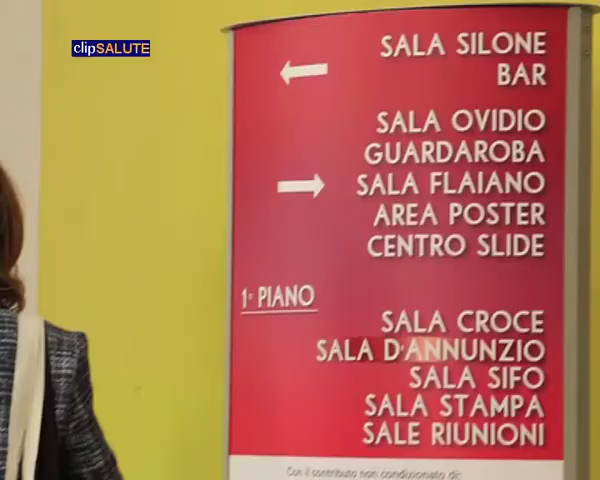 clipSALUTE
SALA SILONE
BAR
SALA OVIDIO
GUARDAROBA
SALA FLAIANO
AREA POSTER
CENTRO SLIDE
1° PIANO
SALA CROCE
SALA D'ANNUNZIO
SALA SIFO
SALA STAMPA
SALE RIUNIONI
Con il contributo non condizionato di: